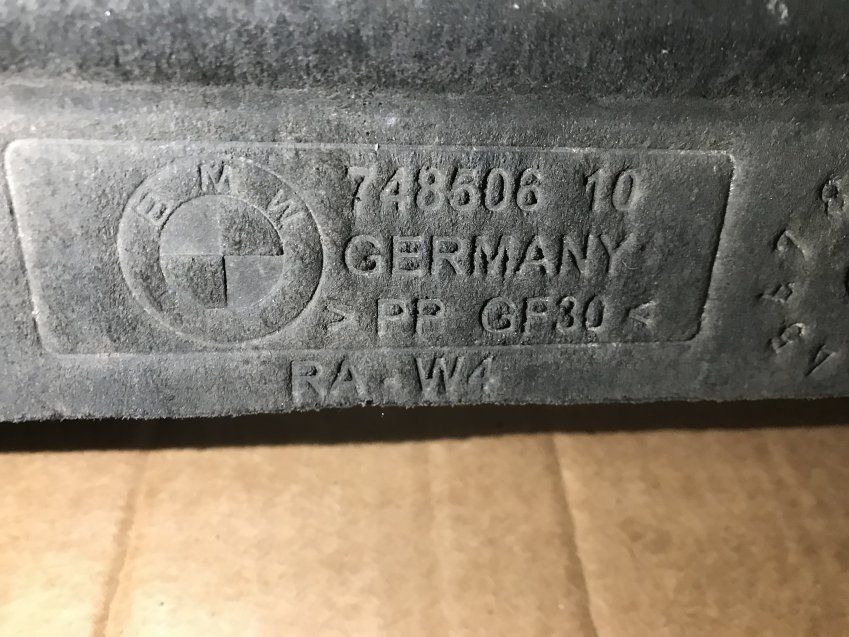 BMW
748506 10
GERMANY
> PP GF30 <
RA-W4